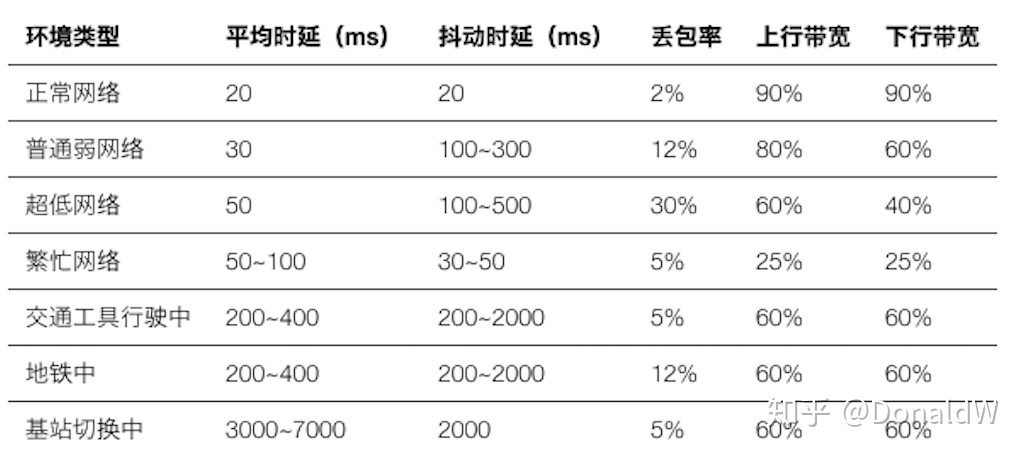 环境类型 平均时延（ms） 抖动时延（ms） 丢包率 上行带宽 下行带宽
正常网络 20 20 2% 90% 90%
普通弱网络 30 100~300 12% 80% 60%
超低网络 50 100~500 30% 60% 40%
繁忙网络 50~100 30~50 5% 25% 25%
交通工具行驶中 200~400 200~2000 5% 60% 60%
地铁中 200~400 200~2000 12% 60% 60%
基站切换中 3000~7000 2000 5% 60% 60%
知乎 @DonaldW